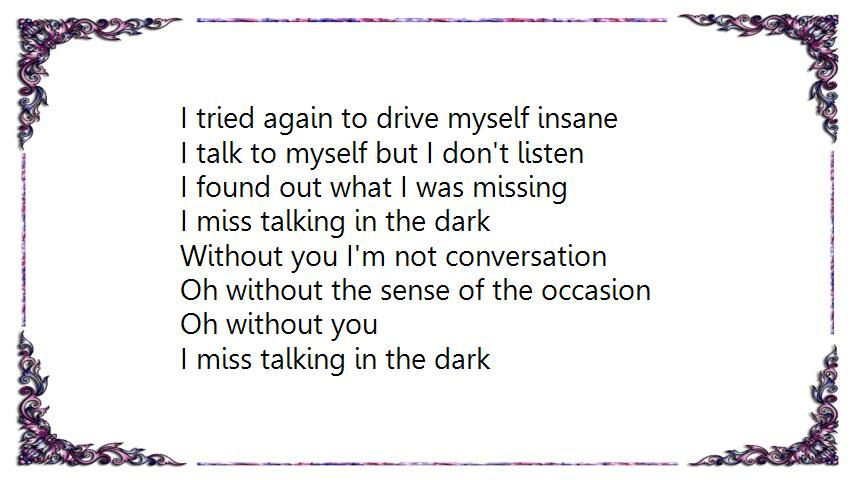 I tried again to drive myself insane
I talk to myself but I don't listen
I found out what I was missing
I miss talking in the dark
Without you I'm not conversation
Oh without the sense of the occasion
Oh without you
I miss talking in the dark